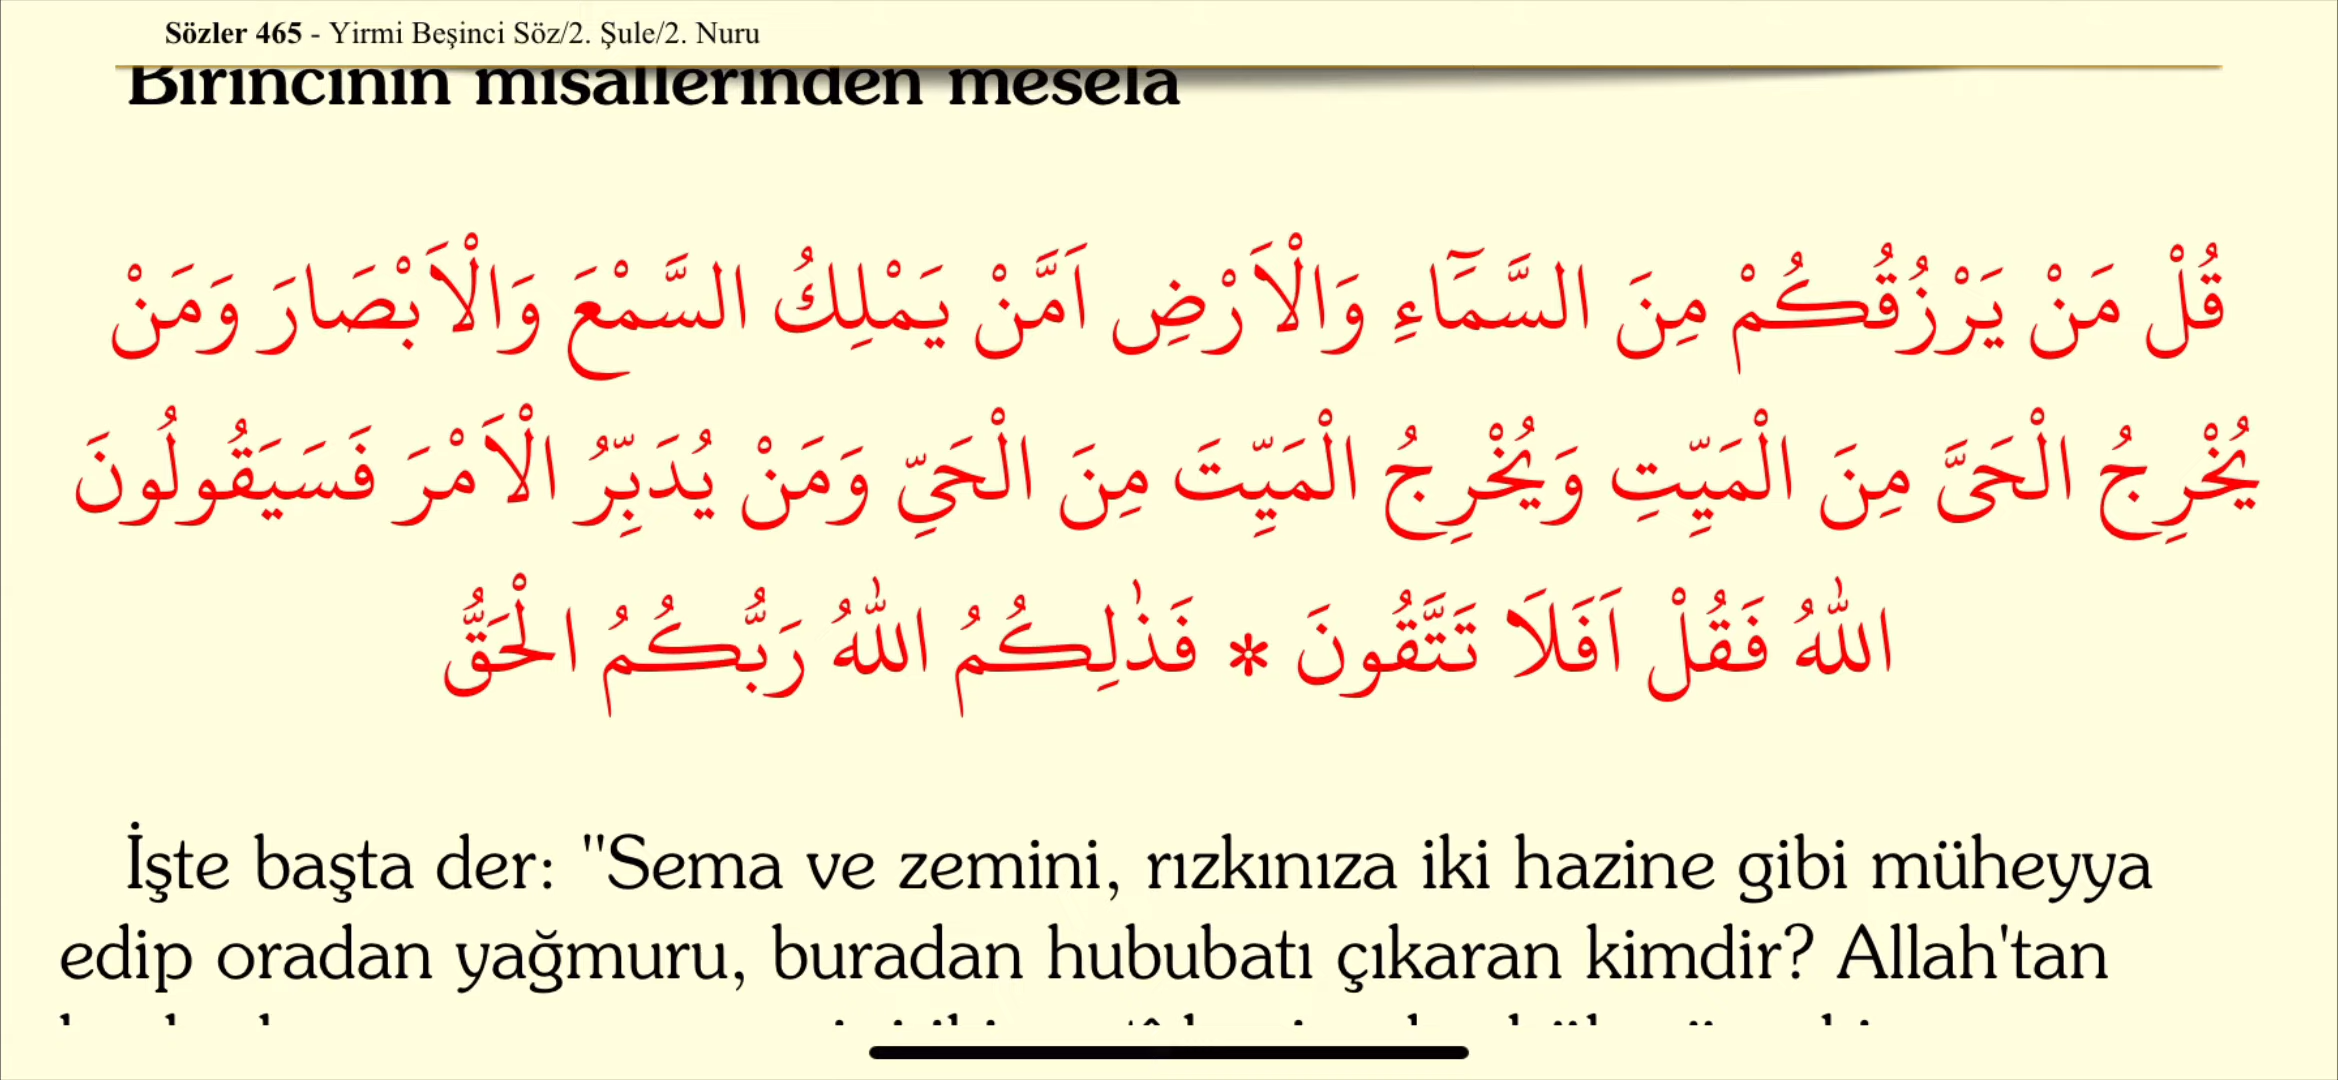 Sözler 465 - Yirmi Beşinci Söz/2. Şule/2. Nuru
Birincinin misallerinden mesela
قُلْ مَنْ يَرْزُقُكُمْ مِنَ السَّمَٓاءِ وَالْاَرْضِ اَمَّنْ يَمْلِكُ السَّمْعَ وَالْاَبْصَارَ وَمَنْ
يُخْرِجُ الْحَىَّ مِنَ الْمَيِّتِ وَيُخْرِجُ الْمَيِّتَ مِنَ الْحَىِّ وَمَنْ يُدَبِّرُ الْاَمْرَ فَسَيَقُولُونَ
اللّٰهُ فَقُلْ اَفَلَا تَتَّقُونَ * فَذٰلِكُمُ اللّٰهُ رَبُّكُمُ الْحَقُّ
İşte başta der: "Sema ve zemini, rızkınıza iki hazine gibi müheyya
edip oradan yağmuru, buradan hububatı çıkaran kimdir? Allah'tan